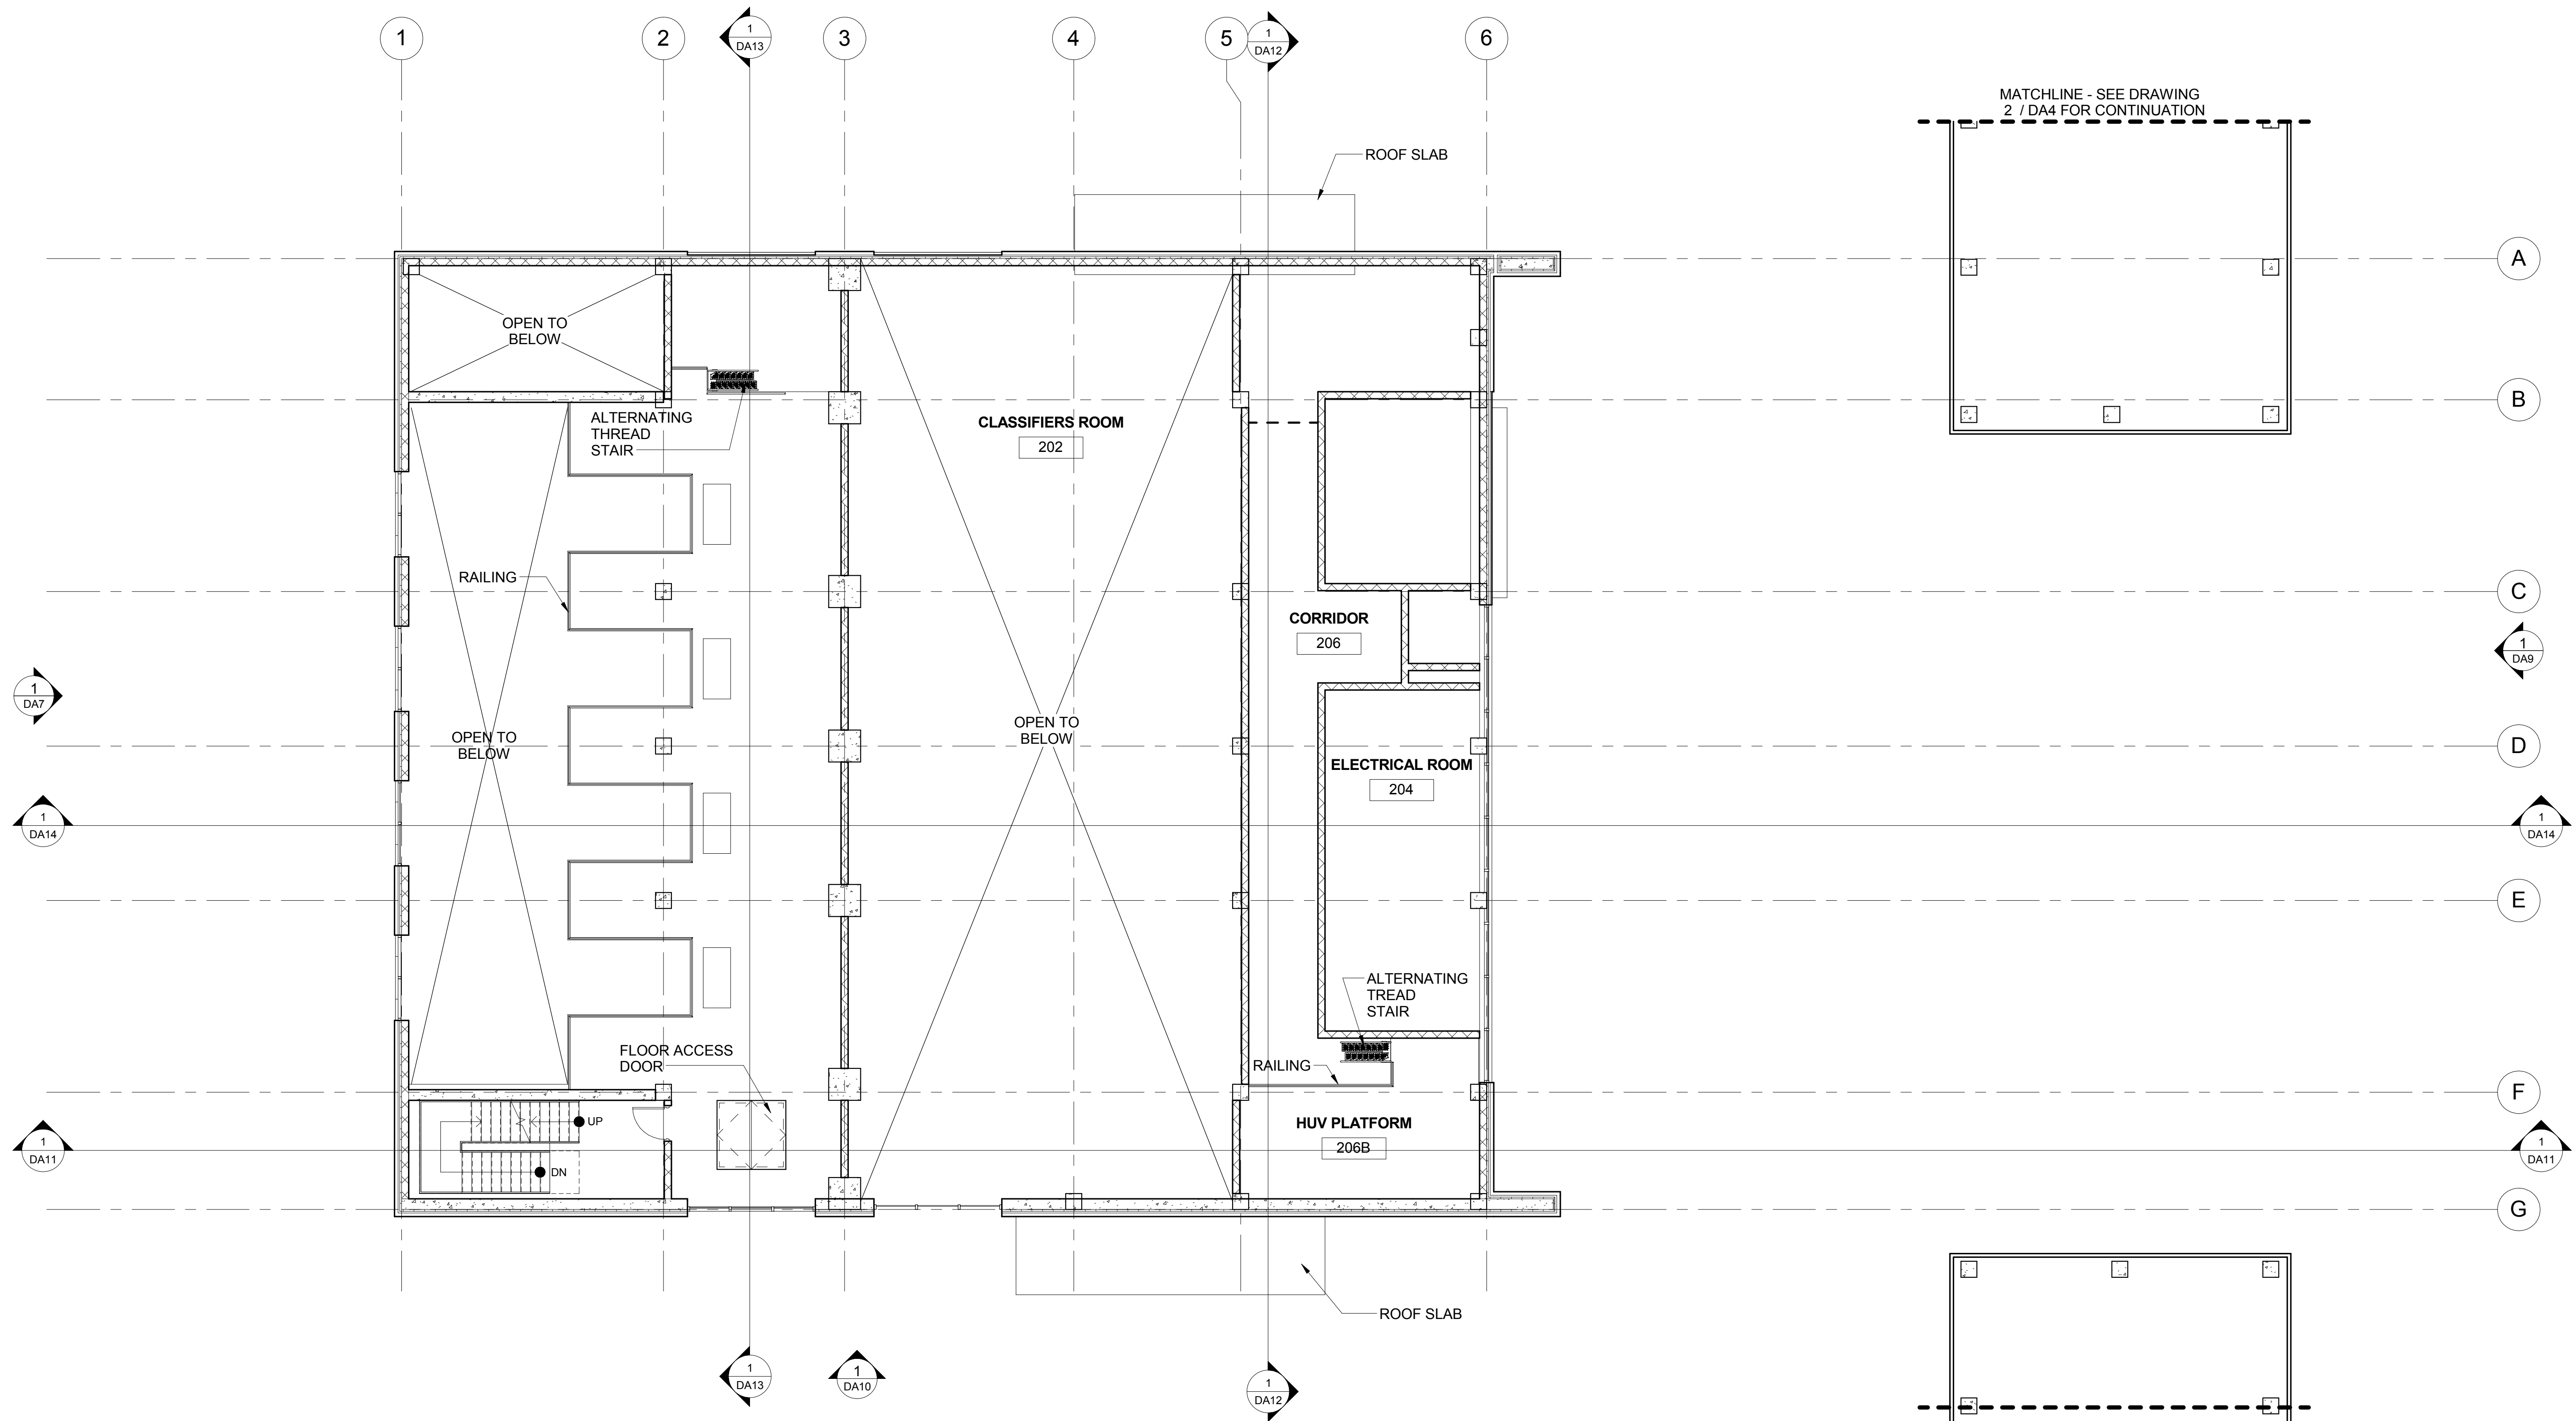 1
2
1
DA13
3
4
5
1
DA12
6
MATCHLINE - SEE DRAWING
2 / DA4 FOR CONTINUATION
ROOF SLAB
A
OPEN TO
BELOW
B
ALTERNATING
THREAD
STAIR
CLASSIFIERS ROOM
202
RAILING
C
CORRIDOR
206
1
DA9
1
DA7
OPEN TO
BELOW
OPEN TO
BELOW
D
ELECTRICAL ROOM
204
1
DA14
1
DA14
E
ALTERNATING
TREAD
STAIR
FLOOR ACCESS
DOOR
RAILING
F
UP
HUV PLATFORM
206B
1
DA11
DN
1
DA11
G
ROOF SLAB
1
DA13
1
DA10
1
DA12